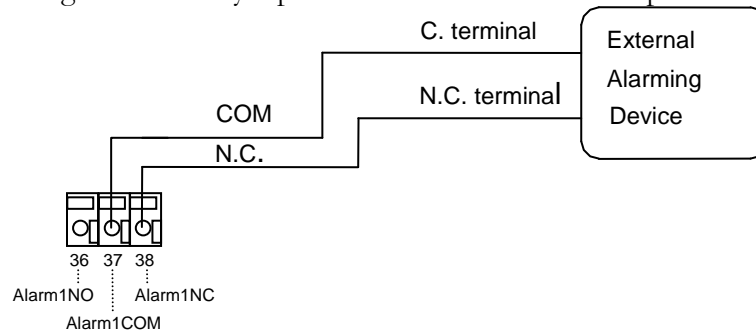 C. terminal
External
Alarming
Device
N.C. terminal
COM
N.C.
36 37 38
Alarm1NO
Alarm1NC
Alarm1COM